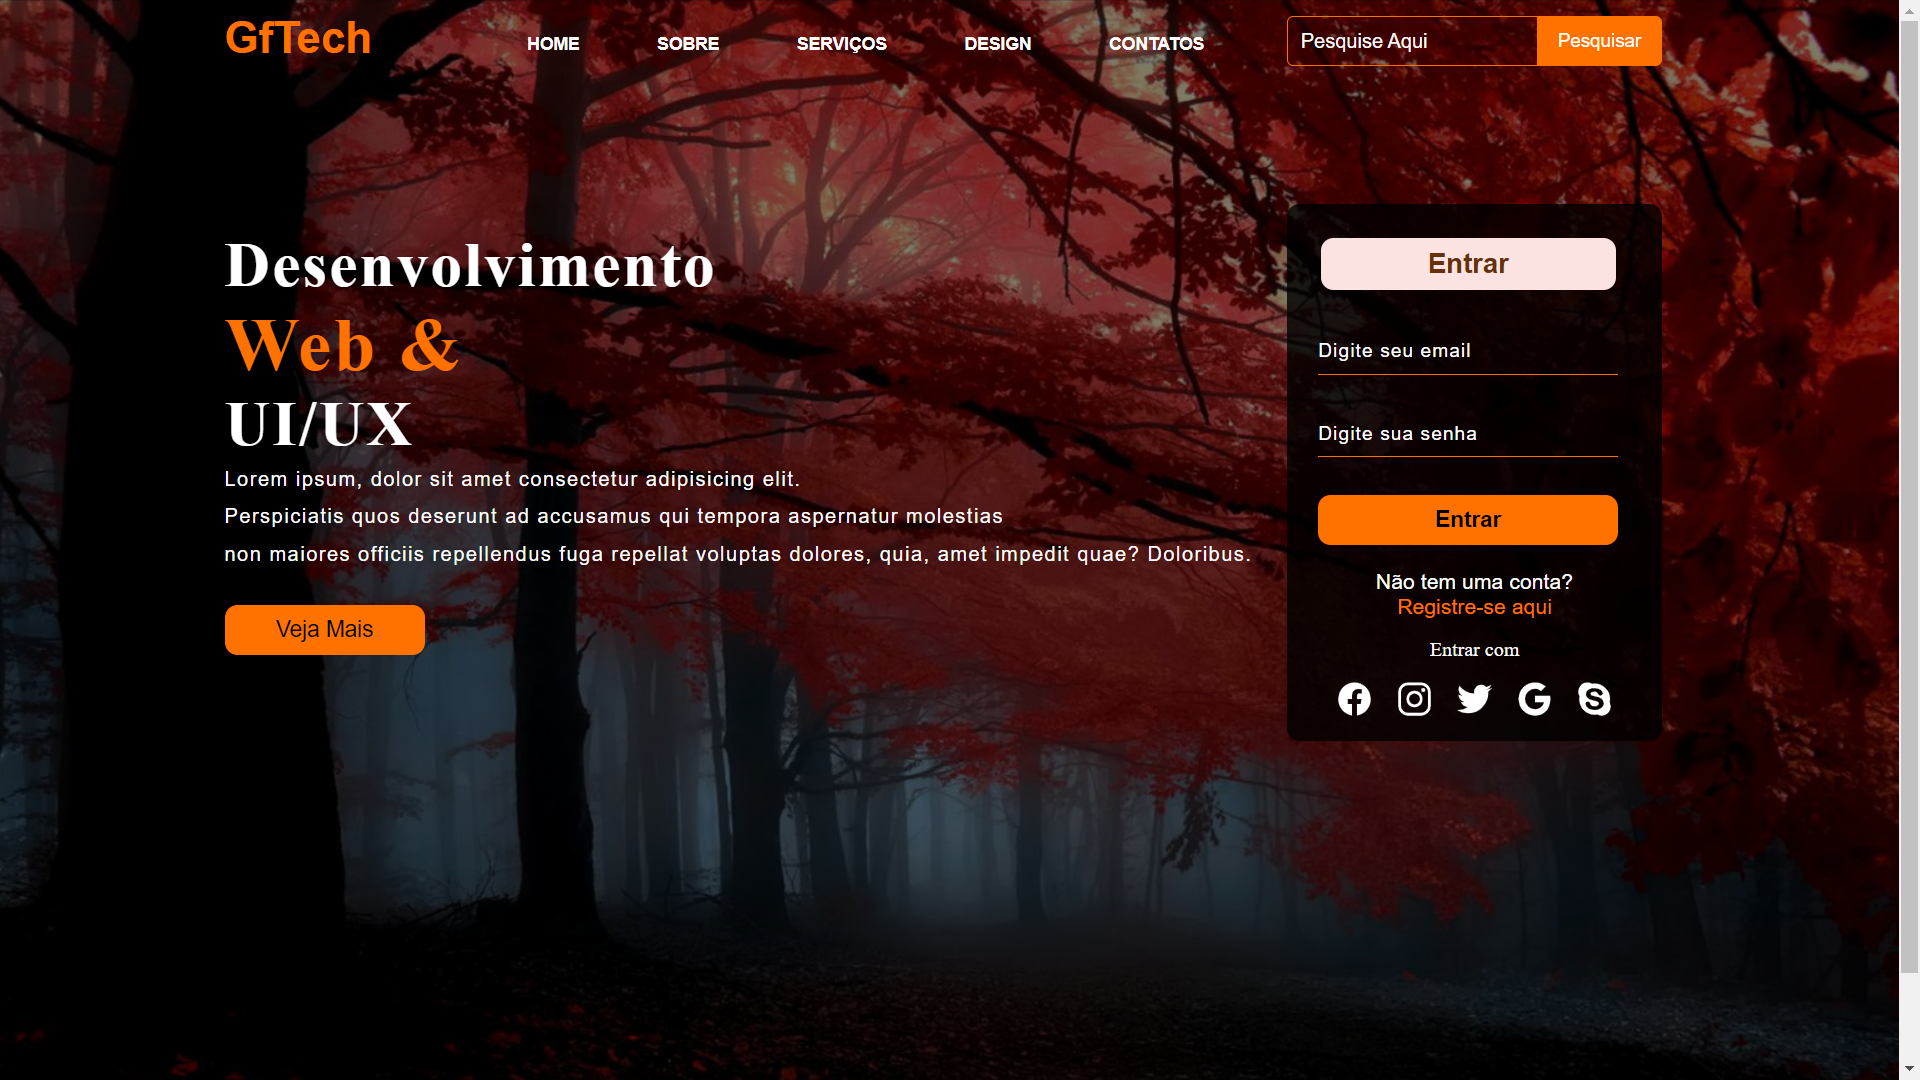 GfTech
HOME
SOBRE
SERVIÇOS
DESIGN
CONTATOS
Pesquise Aqui
Pesquisar
Desenvolvimento
Web &
UI/UX
Lorem ipsum, dolor sit amet consectetur adipisicing elit.
Perspiciatis quos deserunt ad accusamus qui tempora aspernatur molestias
non maiores officiis repellendus fuga repellat voluptas dolores, quia, amet impedit quae? Doloribus.
Veja Mais
Entrar
Digite seu email
Digite sua senha
Entrar
Não tem uma conta?
Registre-se aqui
Entrar com